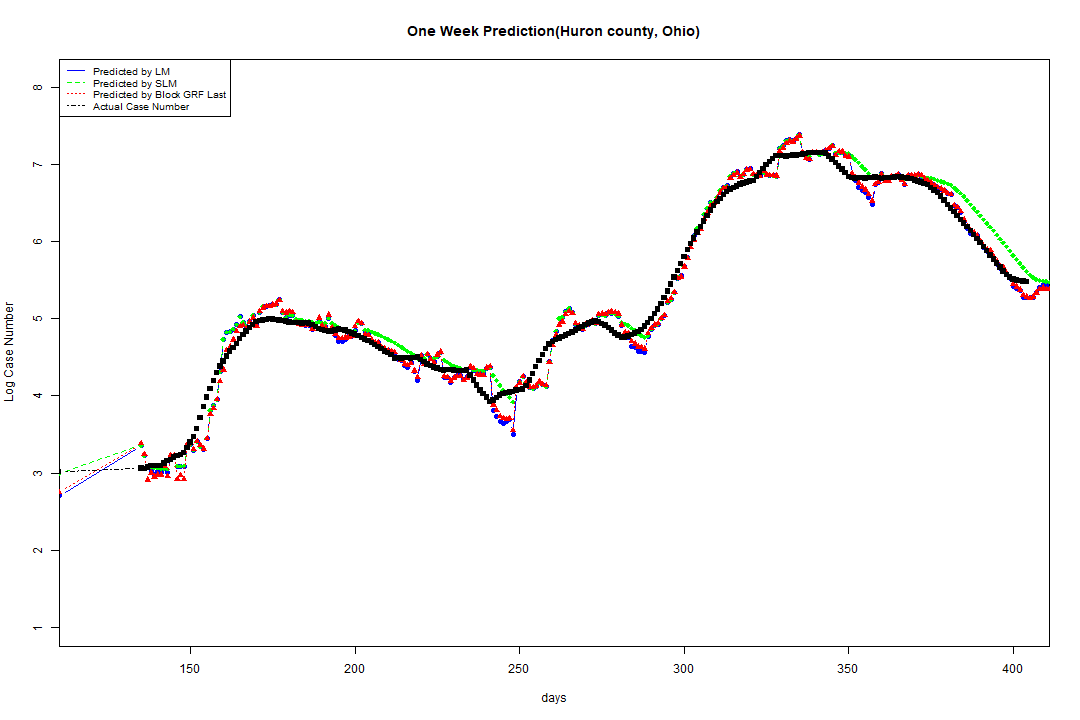 One Week Prediction(Huron county, Ohio)
Predicted by LM
Predicted by SLM
Predicted by Block GRF Last
Actual Case Number
8
7
6
5
4
3
2
1
Log Case Number
150 200 250 300 350 400
days